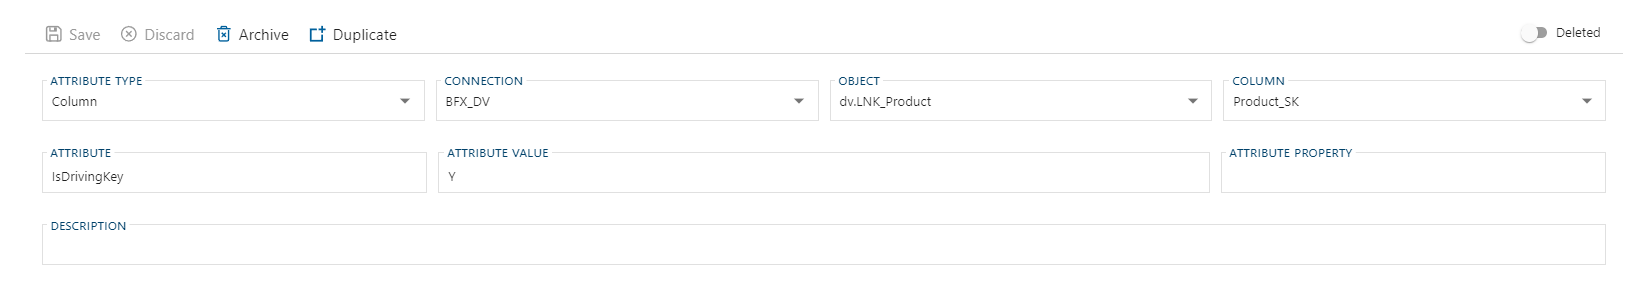 Save Discard Archive Duplicate Deleted
ATTRIBUTE TYPE CONNECTION OBJECT COLUMN
Column BFX_DV dv.LNK_Product Product_SK
ATTRIBUTE ATTRIBUTE VALUE ATTRIBUTE PROPERTY
IsDrivingKey Y
DESCRIPTION